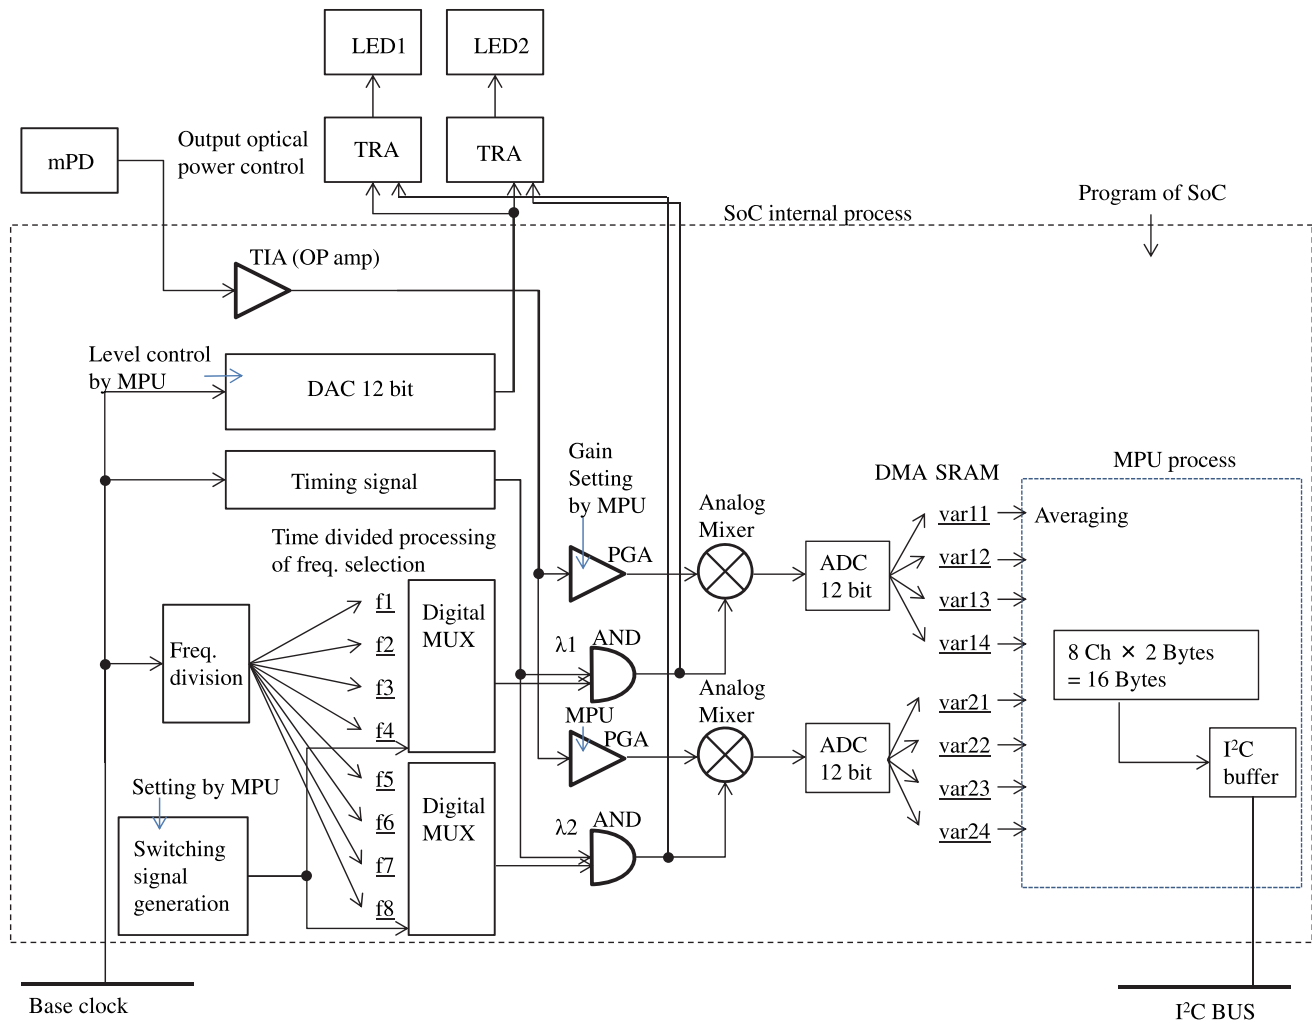 LED1
LED2
mPD
Output optical
power control
TRA
TRA
Program of SoC
SoC internal process
TIA (OP amp)
Level control
by MPU
DAC 12 bit
Timing signal
Gain
Setting
by MPU
Time divided processing
of freq. selection
PGA
Analog
Mixer
ADC
12 bit
DMA SRAM
var11
var12
var13
var14
MPU process
Averaging
Freq.
division
f1
f2
f3
f4
f5
f6
f7
f8
Digital
MUX
λ1
AND
MPU
PGA
Analog
Mixer
ADC
12 bit
var21
var22
var23
var24
8 Ch × 2 Bytes
= 16 Bytes
I²C
buffer
Setting by MPU
Switching
signal
generation
Digital
MUX
λ2
AND
Base clock
I²C BUS